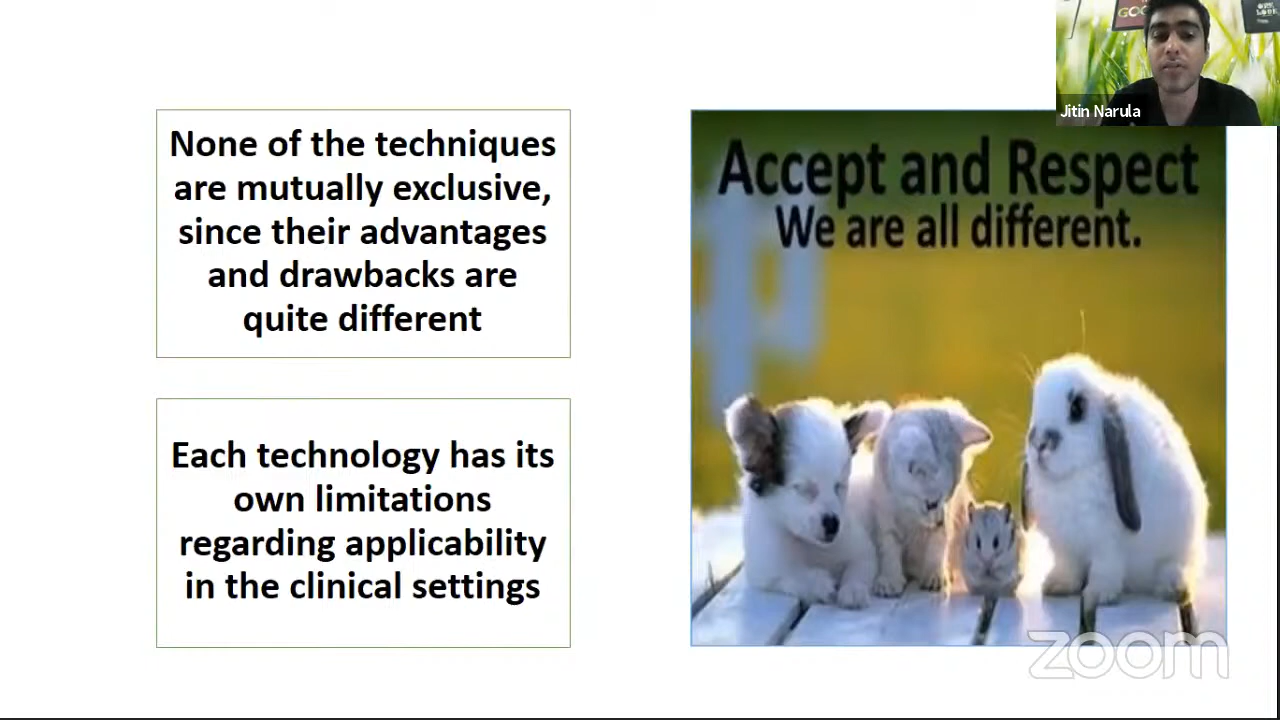 None of the techniques
are mutually exclusive,
since their advantages
and drawbacks are
quite different
Each technology has its
own limitations
regarding applicability
in the clinical settings
Accept and Respect
We are all different.
Jitin Narula
zoom